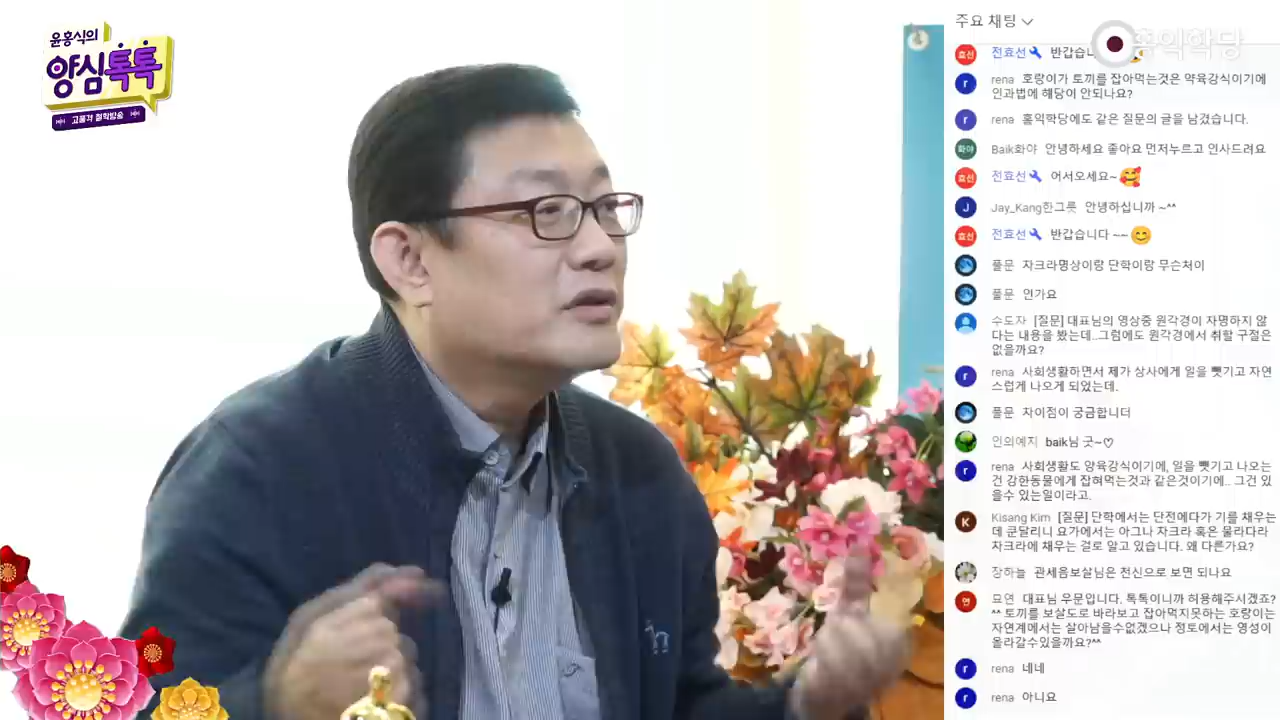 윤홍식의
양심톡톡
고품격 철학방송
주요 채팅
홍익학당
효선 전효선 반갑습니
r rena 호랑이가 토끼를 잡아먹는것은 약육강식이기에
인과법에 해당이 안되나요?
r rena 홍익학당에도 같은 질문의 글을 남겼습니다.
화야 Baik화야 안녕하세요 좋아요 먼저누르고 인사드려요
효선 전효선 어서오세요~🥰
J Jay_Kang한그릇 안녕하십니까 ~^^
효선 전효선 반갑습니다 ~~😊
풀문 차크라명상이랑 단학이랑 무슨처이
풀문 인가요
수도자 [질문] 대표님의 영상중 원각경이 자명하지 않
다는 내용을 봤는데..그럼에도 원각경에서 취할 구절은
없을까요?
r rena 사회생활하면서 제가 상사에게 일을 뺏기고 자연
스럽게 나오게 되었는데.
풀문 차이점이 궁금합니더
인의예지 baik님 굿~♡
r rena 사회생활도 양육강식이기에, 일을 뺏기고 나오는
건 강한동물에게 잡혀먹는것과 같은것이기에.. 그건 있
을수 있는일이라고.
K Kisang Kim [질문] 단학에서는 단전에다가 기를 채우는
데 쿤달리니 요가에서는 아그나 차크라 혹은 물라다라
차크라에 채우는 걸로 알고 있습니다. 왜 다른가요?
장하늘 관세음보살님은 천신으로 보면 되나요
연 묘연 대표님 우문입니다. 톡톡이니까 허용해주시겠죠?
^^ 토끼를 보살도로 바라보고 잡아먹지못하는 호랑이는
자연계에서는 살아남을수없겠으나 정토에서는 영성이
올라갈수있을까요?^^
r rena 네네
r rena 아니요